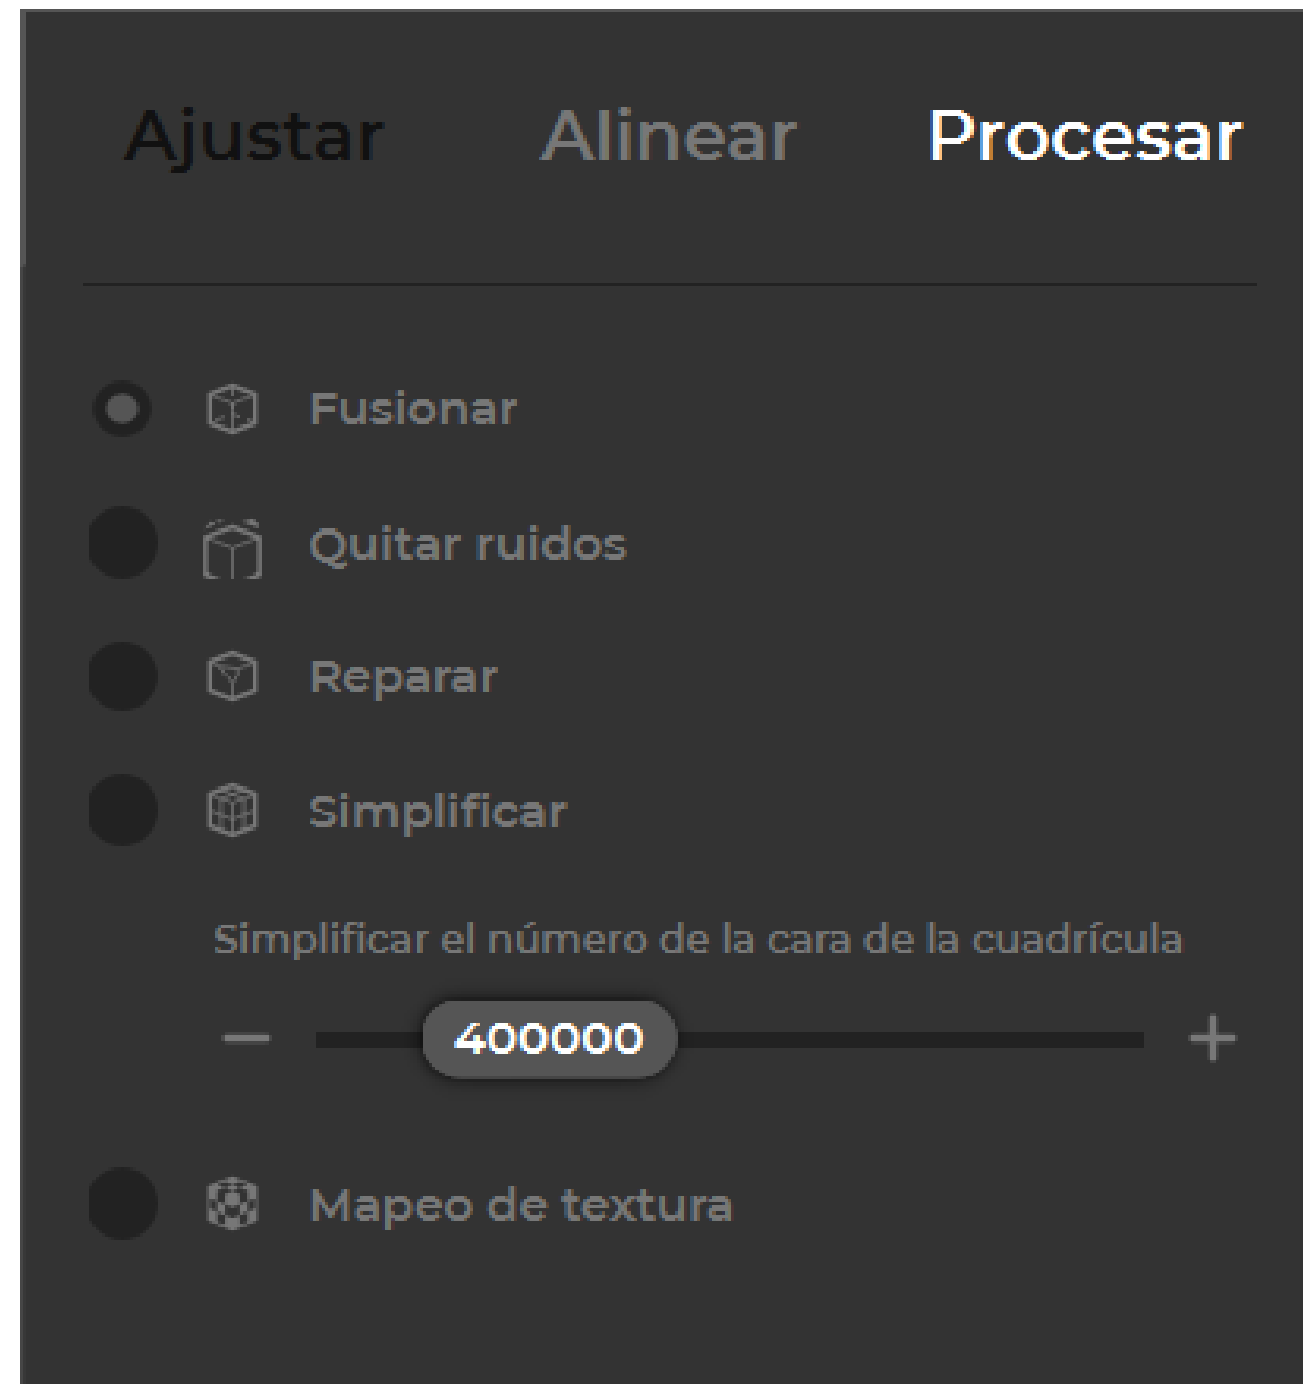 Ajustar Alinear Procesar
Fusionar
Quitar ruidos
Reparar
Simplificar
Simplificar el número de la cara de la cuadrícula
− 400000 +
Mapeo de textura